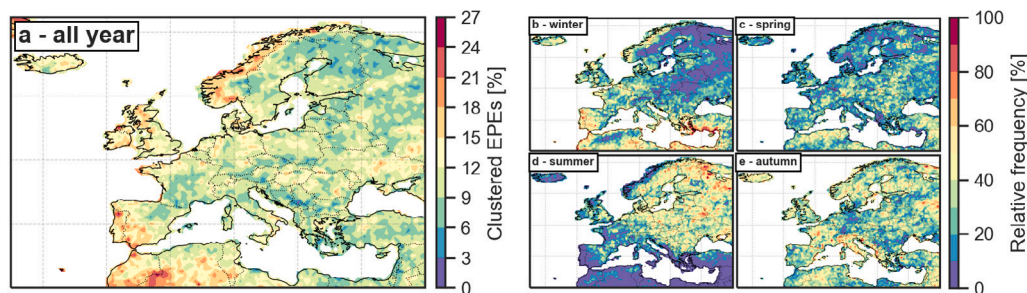 a - all year
27
24
21
18
15
12
9
6
3
0
Clustered EPEs [%]
b - winter
c - spring
d - summer
e - autumn
100
80
60
40
20
0
Relative frequency [%]